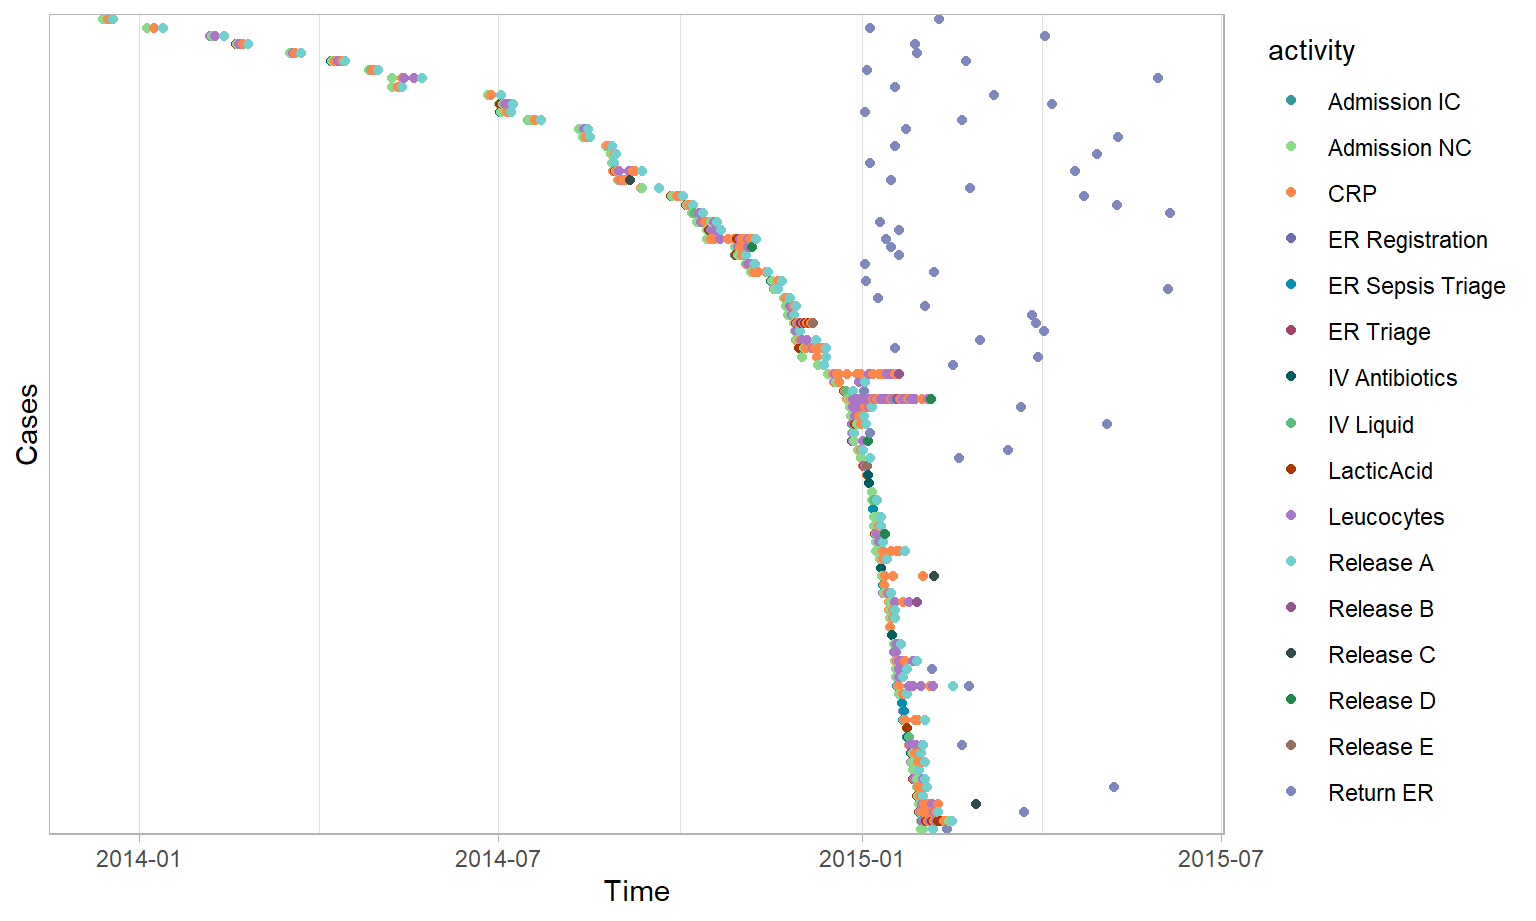 activity
Admission IC
Admission NC
CRP
ER Registration
ER Sepsis Triage
ER Triage
IV Antibiotics
IV Liquid
LacticAcid
Leucocytes
Release A
Release B
Release C
Release D
Release E
Return ER
Cases
2014-01 2014-07 2015-01 2015-07
Time